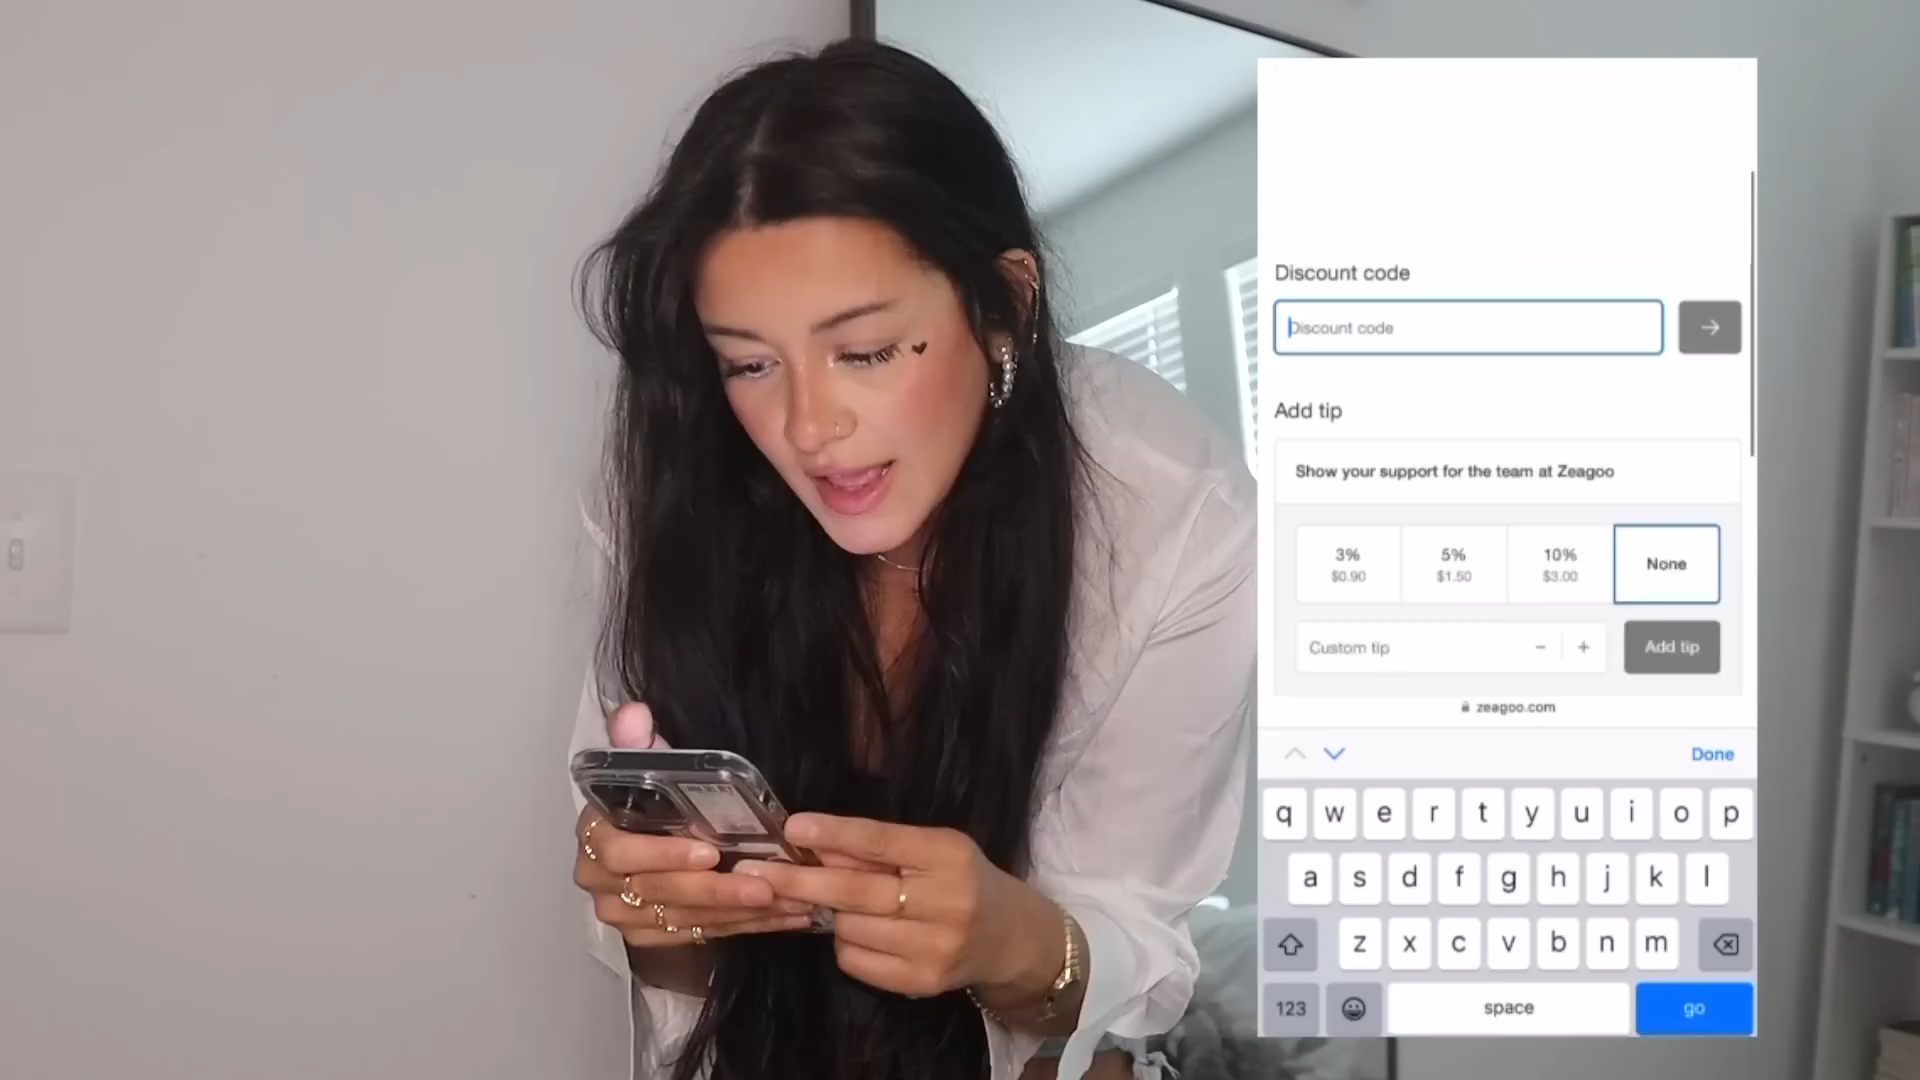 Discount code
Discount code
Add tip
Show your support for the team at Zeagoo
3% 5% 10% None
$0.90 $1.50 $3.00
Custom tip − + Add tip
zeagoo.com
Done
q w e r t y u i o p
a s d f g h j k l
z x c v b n m
123 space go